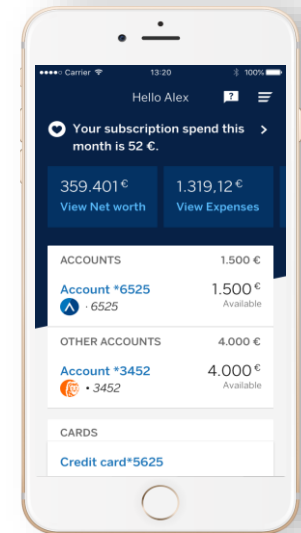 Carrier 13:20 100%
Hello Alex ?
Your subscription spend this
month is 52 €.
359.401 € 1.319,12 €
View Net worth View Expenses
ACCOUNTS 1.500 €
Account *6525 1.500 €
· 6525 Available
OTHER ACCOUNTS 4.000 €
Account *3452 4.000 €
• 3452 Available
CARDS
Credit card*5625